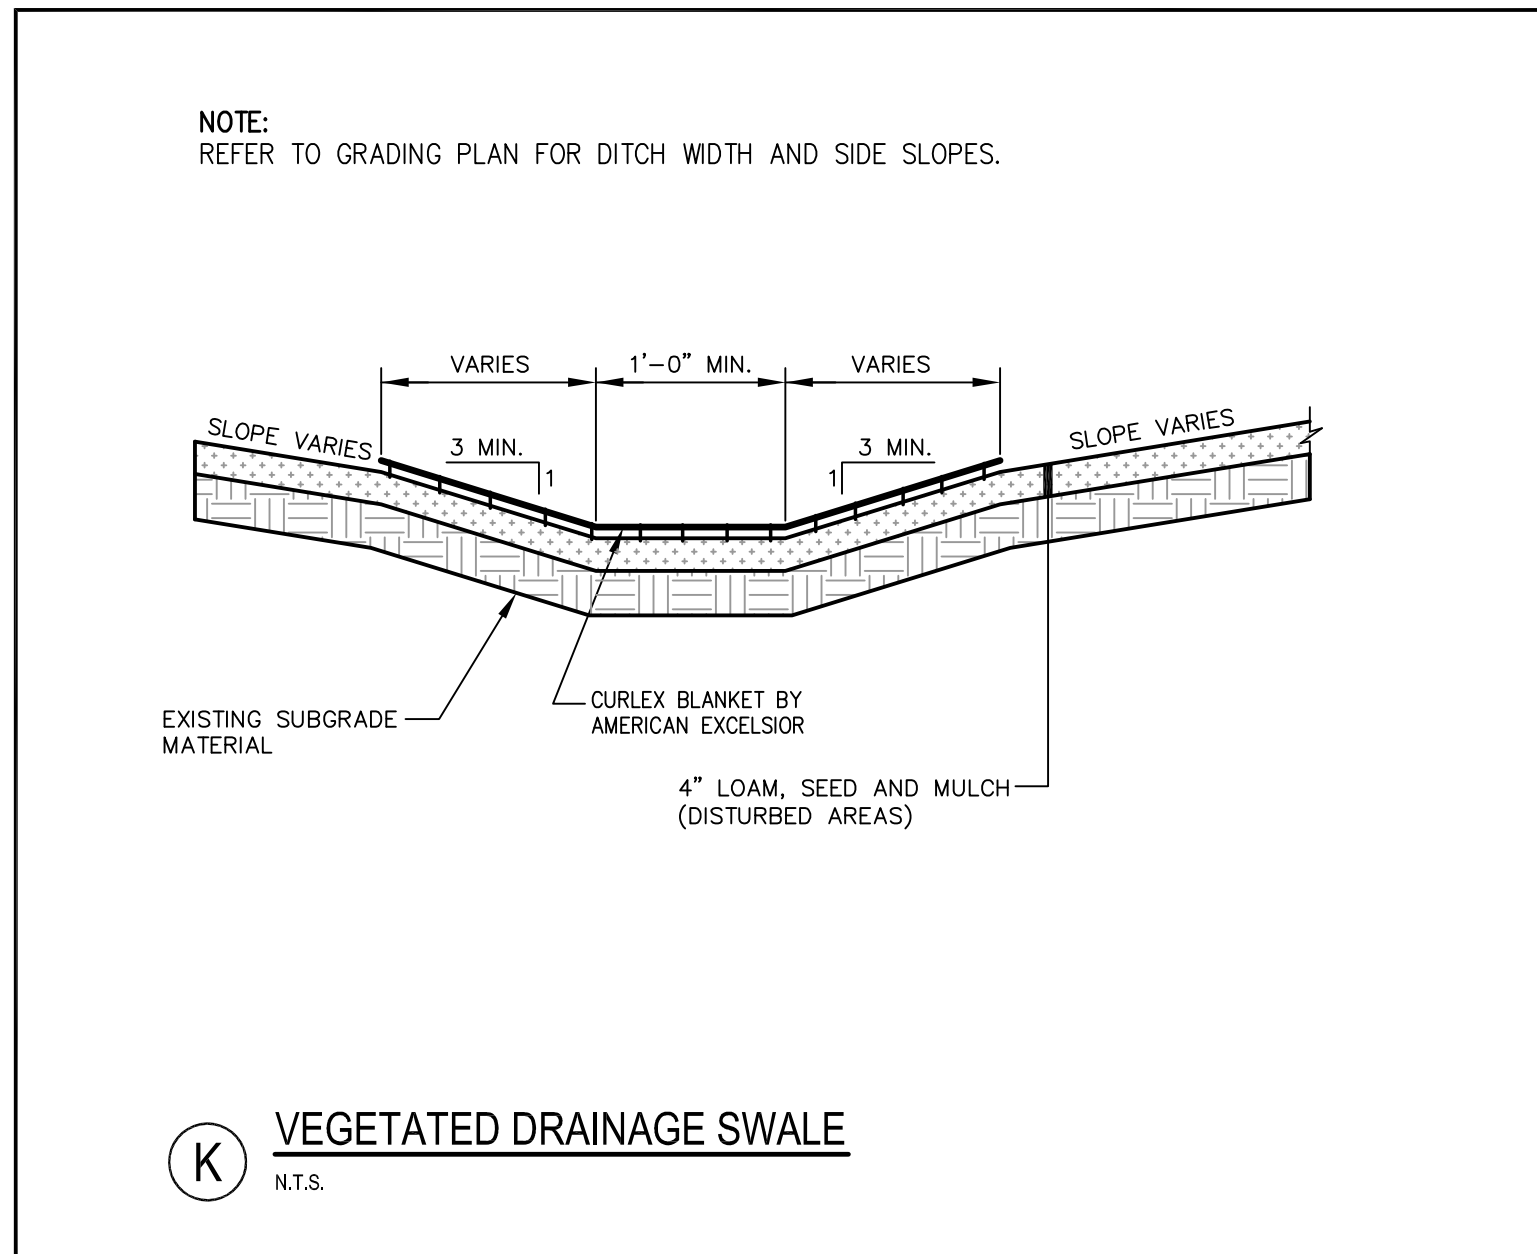 NOTE:
REFER TO GRADING PLAN FOR DITCH WIDTH AND SIDE SLOPES.
VARIES
1'-0" MIN.
VARIES
SLOPE VARIES
3 MIN.
1
3 MIN.
1
SLOPE VARIES
EXISTING SUBGRADE
MATERIAL
CURLEX BLANKET BY
AMERICAN EXCELSIOR
4" LOAM, SEED AND MULCH
(DISTURBED AREAS)
K
VEGETATED DRAINAGE SWALE
N.T.S.